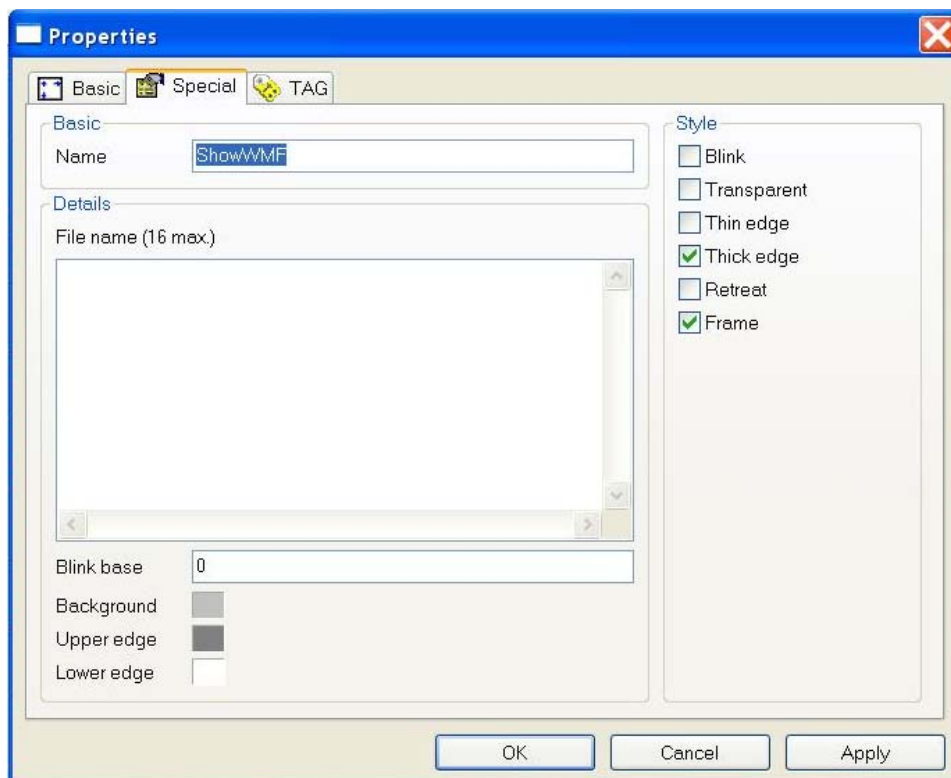 Properties
Basic Special TAG
Basic
Name ShowWMF
Details
File name (16 max.)
Blink base 0
Background
Upper edge
Lower edge
Style
Blink
Transparent
Thin edge
Thick edge
Retreat
Frame
OK Cancel Apply